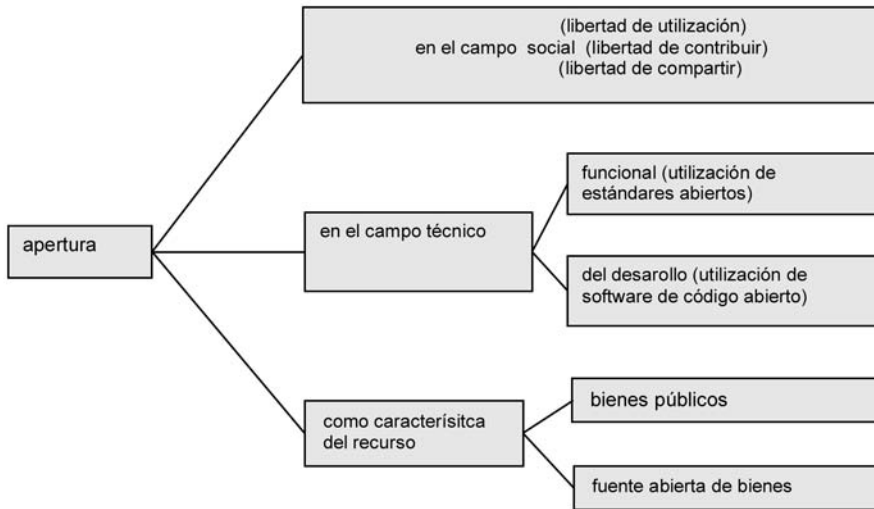 (libertad de utilización)
en el campo social (libertad de contribuir)
(libertad de compartir)
funcional (utilización de
estándares abiertos)
apertura
en el campo técnico
del desarollo (utilización de
software de código abierto)
como caracterísitca
del recurso
bienes públicos
fuente abierta de bienes